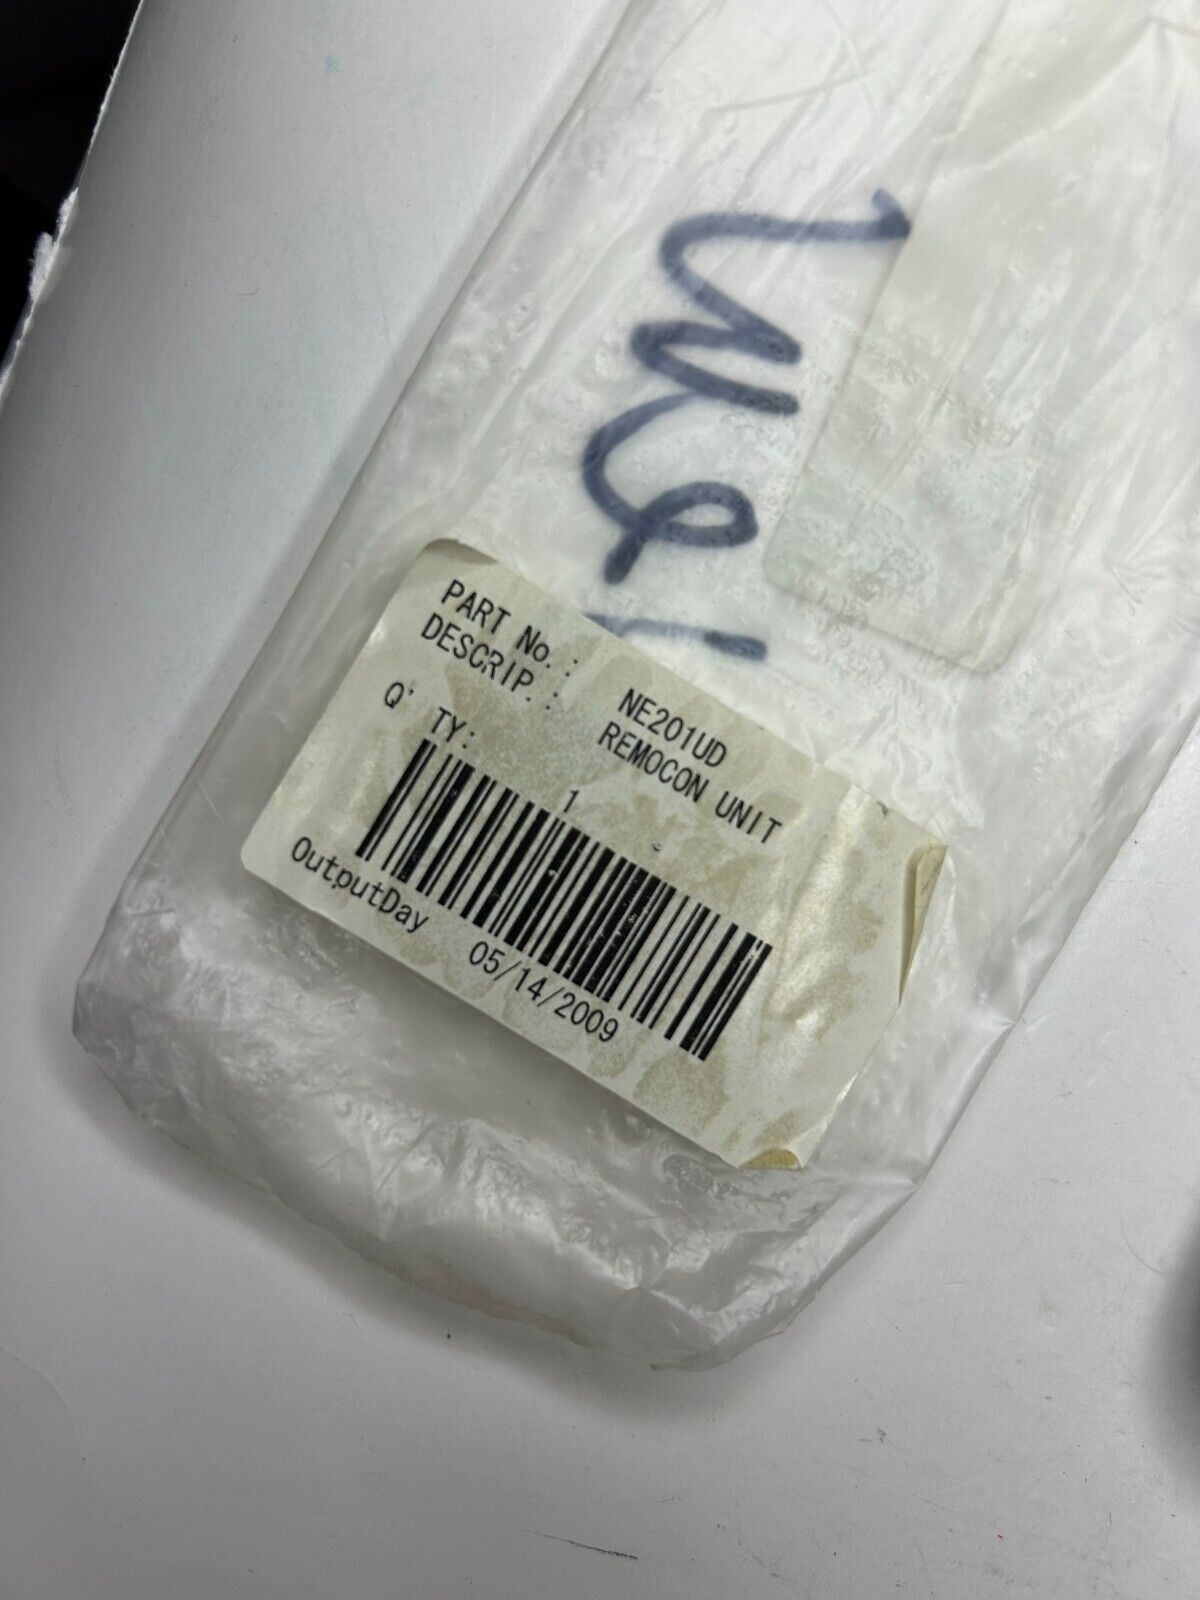 PART No. : NE201UD
DESCRIP. : REMOCON UNIT
Q' TY: 1
OutputDay 05/14/2009